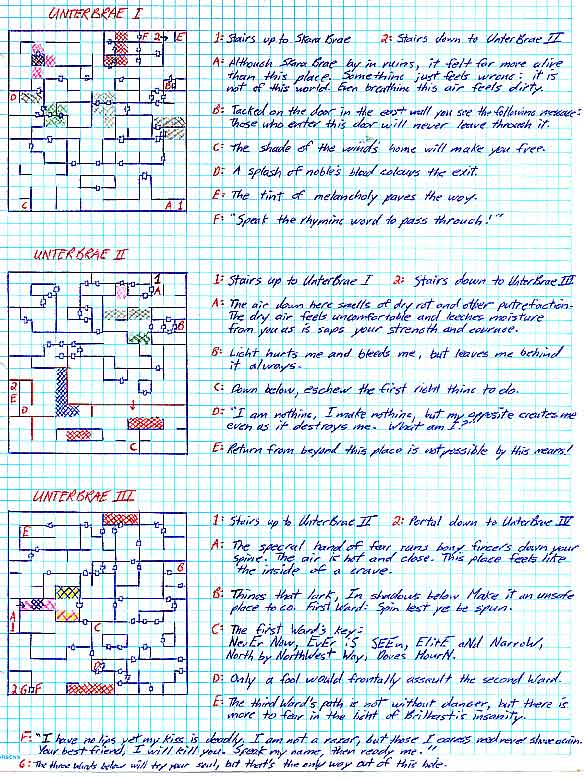 UNTERBRAE I
1: Stairs up to Skara Brae 2: Stairs down to UnterBrae II
A: Although Skara Brae by in ruins, it felt far more alive
than this place. Something just feels wrong: it is
not of this world. Even breathing this air feels dirty.
B: Tacked on the door in the east wall you see the following message:
Those who enter this door will never leave through it.
C: The shade of the winds' home will make you free.
D: A splash of noble's blood colours the exit.
E: The tint of melancholy paves the way.
F: "Speak the rhyming word to pass through!"
F 2 E
B
D
C A 1
UNTERBRAE II
1: Stairs up to UnterBrae I 2: Stairs down to UnterBrae III
A: The air down here smells of dry rot and other putrefaction.
The dry air feels uncomfortable and leeches moisture
from you as is saps your strength and courage.
B: Light hurts me and bleeds me, but leaves me behind
it always.
C: Down below, eschew the first right thing to do.
D: "I am nothing, I make nothing, but my opposite creates me
even as it destroys me. What am I?"
E: Return from beyond this place is not possible by this means!
1
A
B
2
E
D
C
UNTERBRAE III
1: Stairs up to UnterBrae II 2: Portal down to UnterBrae IV
A: The spectral hand of fear runs bony fingers down your
spine. The air is hot and close. This place feels like
the inside of a grave.
B: Things that lurk, In shadows below Make it an unsafe
place to go. First Ward: Spin lest ye be spun.
C: The first Ward's key:
NevEr Now, EvEr iS SEEn, ElitE aNd NarroW,
North by NorthWest Way, Doves MourN.
D: Only a fool would frontally assault the second Ward.
E: The third Ward's path is not without danger, but there
is more to fear in the light of Brilhasti's insanity.
F: "I have no lips yet my kiss is deadly, I am not a razor, but those I caress need never shave again.
Your best friend, I will kill you. Speak my name, then ready me."
G: The three Wards below will try your soul, but that's the only way out of this hole.
E
B
A
1
C
D
2 G F